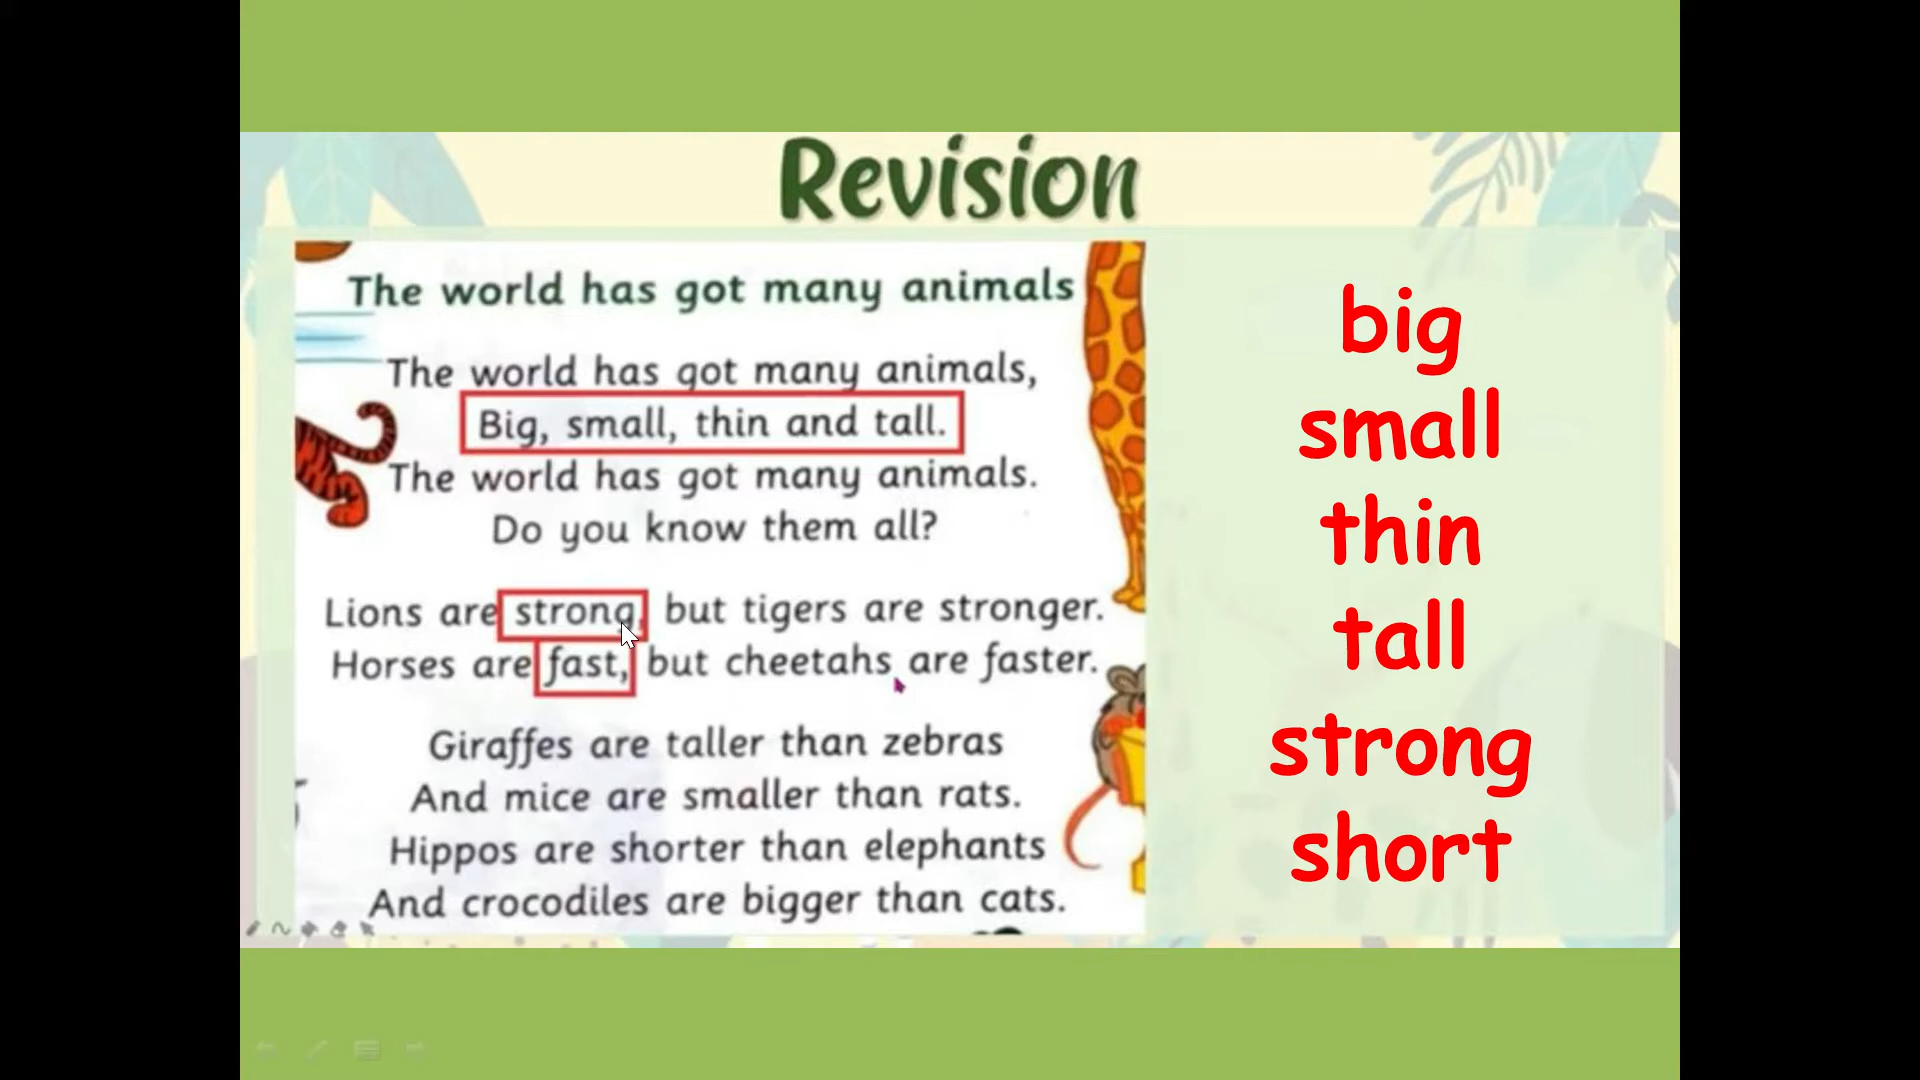 Revision
The world has got many animals
The world has got many animals,
Big, small, thin and tall.
The world has got many animals.
Do you know them all?
Lions are strong, but tigers are stronger.
Horses are fast, but cheetahs are faster.
Giraffes are taller than zebras
And mice are smaller than rats.
Hippos are shorter than elephants
And crocodiles are bigger than cats.
big
small
thin
tall
strong
short